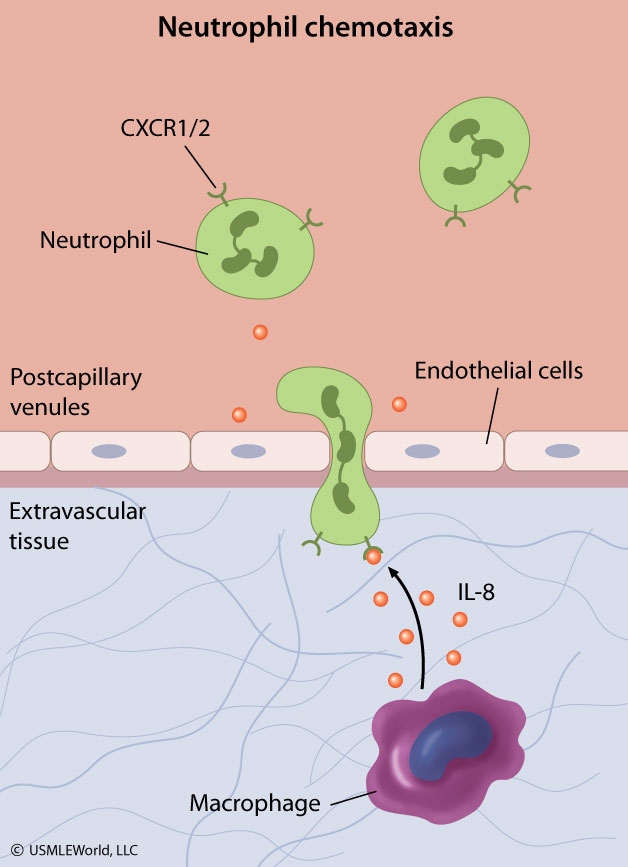 Neutrophil chemotaxis
CXCR1/2
Neutrophil
Postcapillary
venules
Endothelial cells
Extravascular
tissue
IL-8
Macrophage
© USMLEWorld, LLC